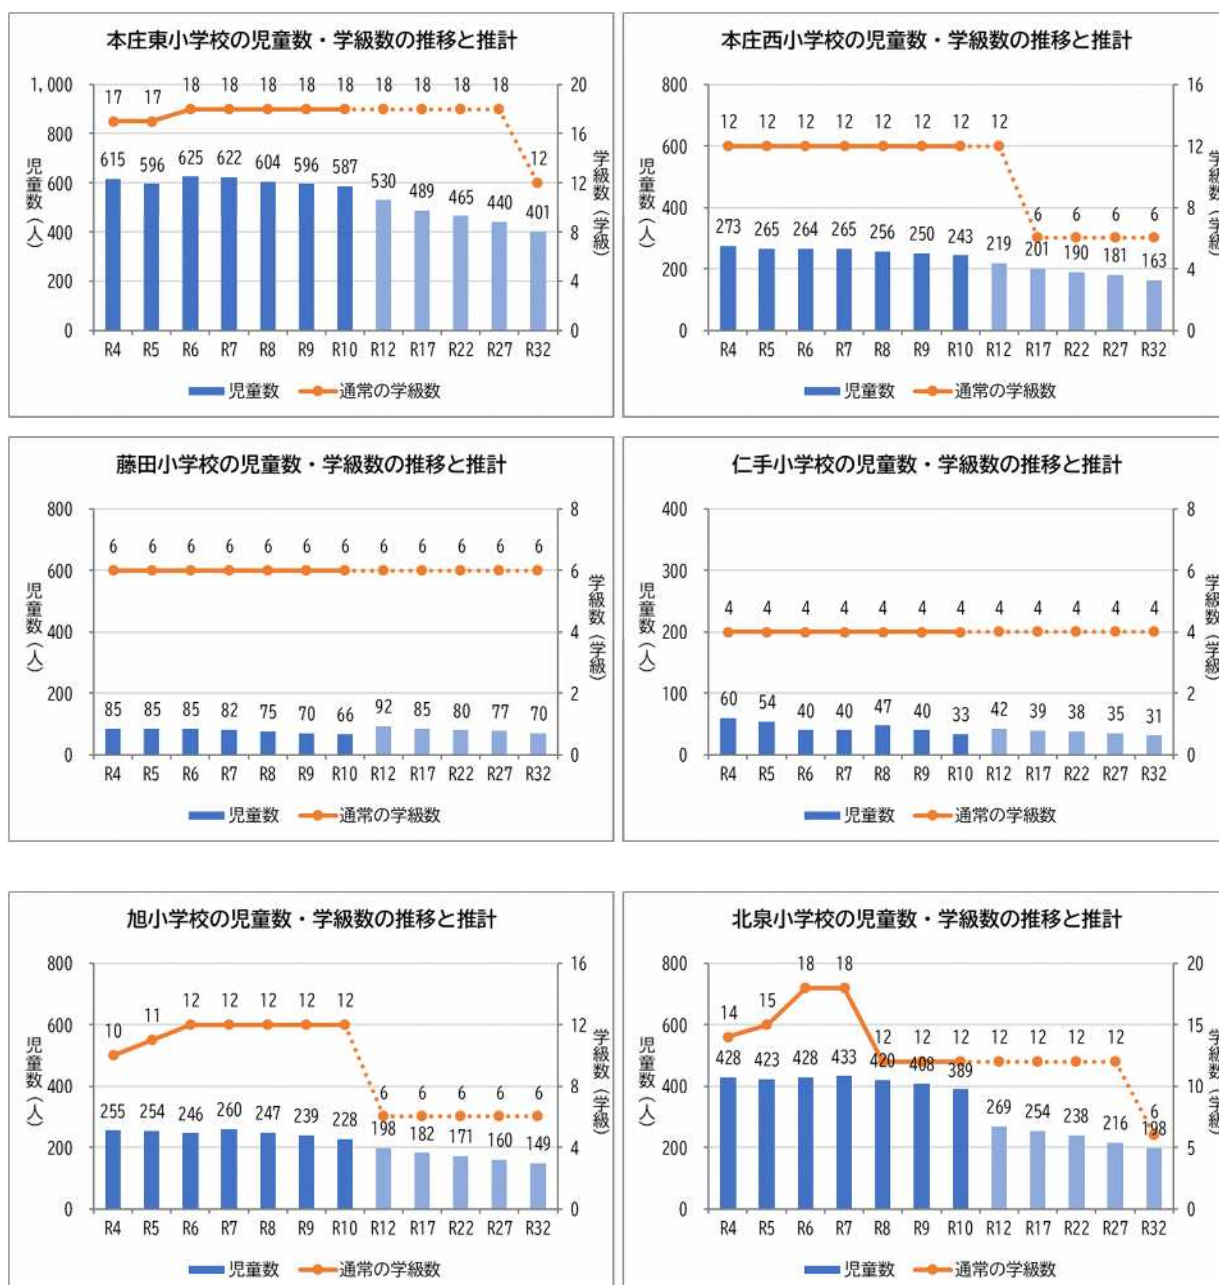 本庄東小学校の児童数・学級数の推移と推計
1,000
800
600
400
200
0
児童数（人）
17 17 18 18 18 18 18 18 18 18 18 12
615 596 625 622 604 596 587 530 489 465 440 401
20
16
12
8
4
0
学級数（学級）
R4 R5 R6 R7 R8 R9 R10 R12 R17 R22 R27 R32
児童数 通常の学級数
本庄西小学校の児童数・学級数の推移と推計
800
600
400
200
0
児童数（人）
12 12 12 12 12 12 12 12 6 6 6 6
273 265 264 265 256 250 243 219 201 190 181 163
16
12
8
4
0
学級数（学級）
R4 R5 R6 R7 R8 R9 R10 R12 R17 R22 R27 R32
児童数 通常の学級数
藤田小学校の児童数・学級数の推移と推計
800
600
400
200
0
児童数（人）
6 6 6 6 6 6 6 6 6 6 6 6
85 85 85 82 75 70 66 92 85 80 77 70
8
6
4
2
0
学級数（学級）
R4 R5 R6 R7 R8 R9 R10 R12 R17 R22 R27 R32
児童数 通常の学級数
仁手小学校の児童数・学級数の推移と推計
400
300
200
100
0
児童数（人）
4 4 4 4 4 4 4 4 4 4 4 4
60 54 40 40 47 40 33 42 39 38 35 31
8
6
4
2
0
学級数（学級）
R4 R5 R6 R7 R8 R9 R10 R12 R17 R22 R27 R32
児童数 通常の学級数
旭小学校の児童数・学級数の推移と推計
800
600
400
200
0
児童数（人）
10 11 12 12 12 12 12 6 6 6 6 6
255 254 246 260 247 239 228 198 182 171 160 149
16
12
8
4
0
学級数（学級）
R4 R5 R6 R7 R8 R9 R10 R12 R17 R22 R27 R32
児童数 通常の学級数
北泉小学校の児童数・学級数の推移と推計
800
600
400
200
0
児童数（人）
14 15 18 18 12 12 12 12 12 12 12 6
428 423 428 433 420 408 389 269 254 238 216 198
20
15
10
5
0
学級数（学級）
R4 R5 R6 R7 R8 R9 R10 R12 R17 R22 R27 R32
児童数 通常の学級数